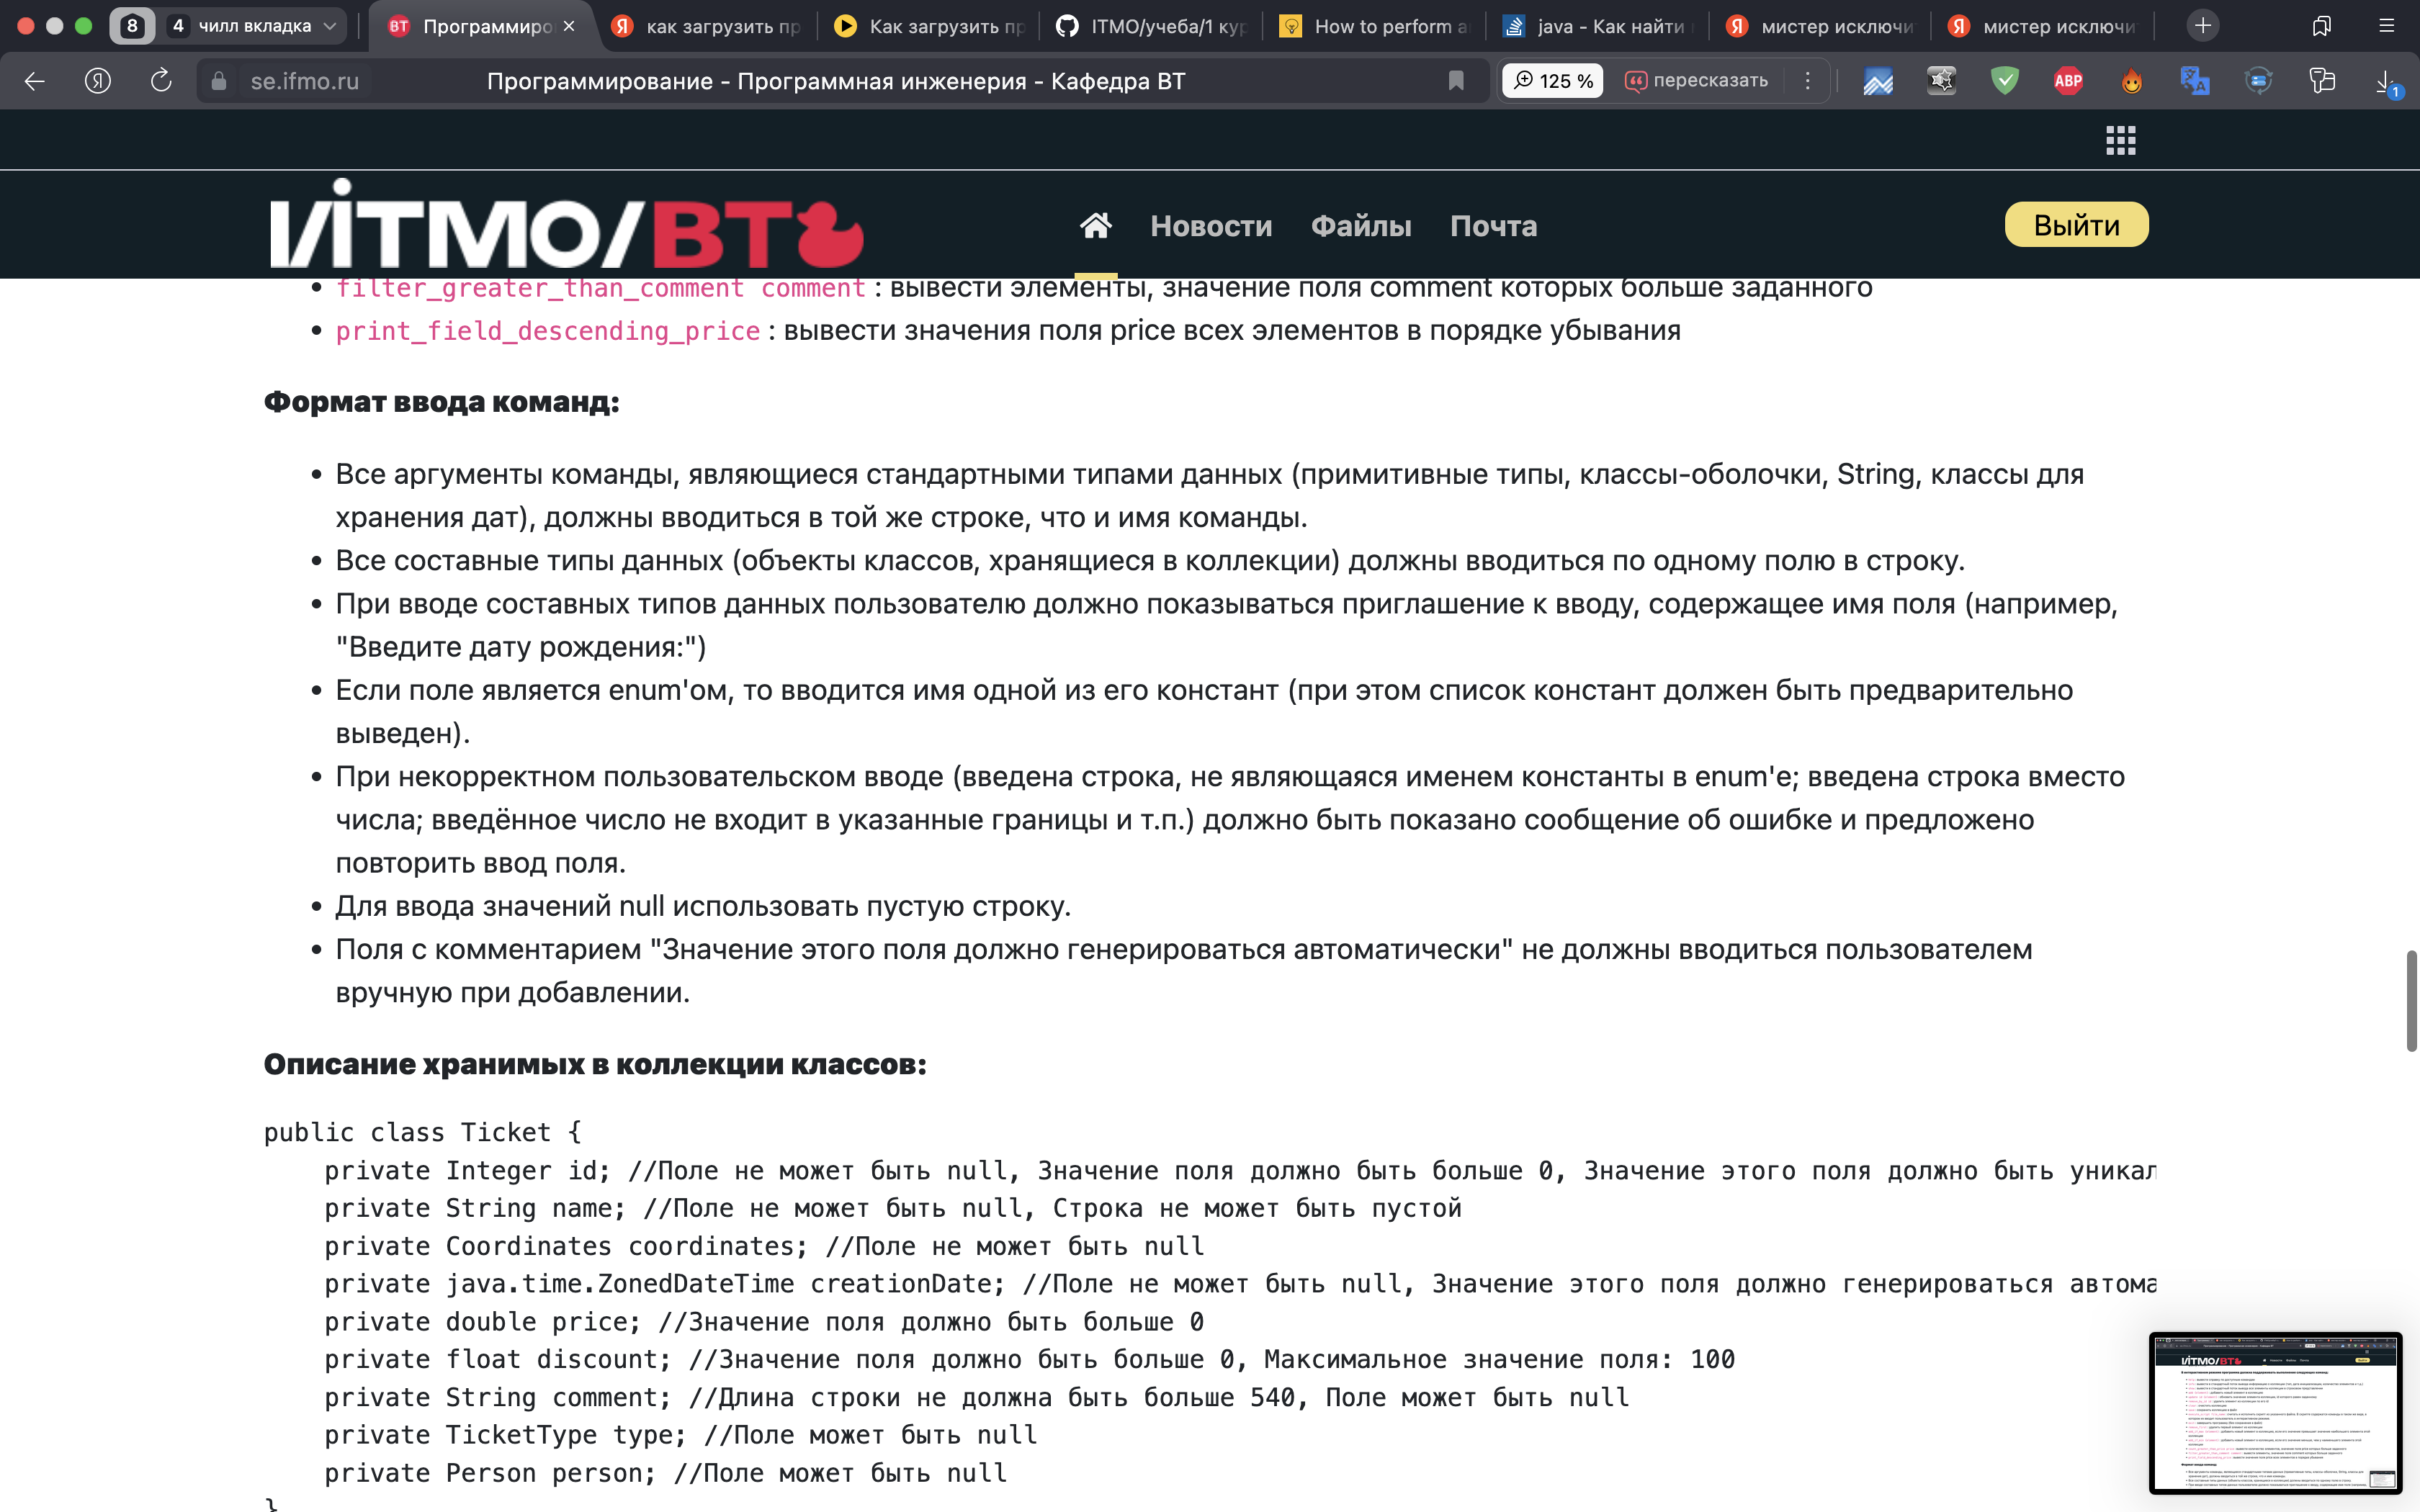 8
4 чилл вкладка
Программиро
как загрузить пр
Как загрузить пр
ITMO/учеба/1 кур
How to perform a
java - Как найти
мистер исключи
мистер исключи
se.ifmo.ru
Программирование - Программная инженерия - Кафедра ВТ
125 %
пересказать
ABP
1
ИТМО/ВТ
Новости
Файлы
Почта
Выйти
filter_greater_than_comment comment : вывести элементы, значение поля comment которых больше заданного
print_field_descending_price : вывести значения поля price всех элементов в порядке убывания
Формат ввода команд:
Все аргументы команды, являющиеся стандартными типами данных (примитивные типы, классы-оболочки, String, классы для
хранения дат), должны вводиться в той же строке, что и имя команды.
Все составные типы данных (объекты классов, хранящиеся в коллекции) должны вводиться по одному полю в строку.
При вводе составных типов данных пользователю должно показываться приглашение к вводу, содержащее имя поля (например,
"Введите дату рождения:")
Если поле является enum'ом, то вводится имя одной из его констант (при этом список констант должен быть предварительно
выведен).
При некорректном пользовательском вводе (введена строка, не являющаяся именем константы в enum'е; введена строка вместо
числа; введённое число не входит в указанные границы и т.п.) должно быть показано сообщение об ошибке и предложено
повторить ввод поля.
Для ввода значений null использовать пустую строку.
Поля с комментарием "Значение этого поля должно генерироваться автоматически" не должны вводиться пользователем
вручную при добавлении.
Описание хранимых в коллекции классов:
public class Ticket {
private Integer id; //Поле не может быть null, Значение поля должно быть больше 0, Значение этого поля должно быть уникал
private String name; //Поле не может быть null, Строка не может быть пустой
private Coordinates coordinates; //Поле не может быть null
private java.time.ZonedDateTime creationDate; //Поле не может быть null, Значение этого поля должно генерироваться автома
private double price; //Значение поля должно быть больше 0
private float discount; //Значение поля должно быть больше 0, Максимальное значение поля: 100
private String comment; //Длина строки не должна быть больше 540, Поле может быть null
private TicketType type; //Поле может быть null
private Person person; //Поле может быть null
}